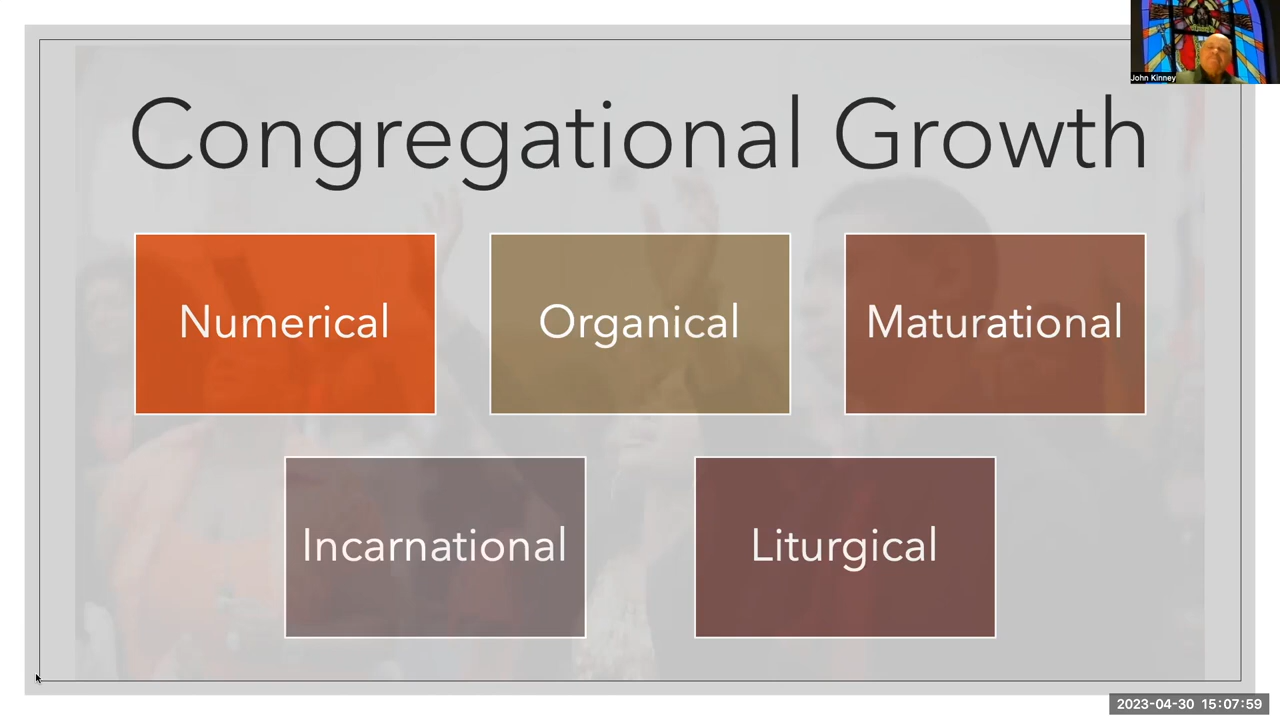 John Kinney
Congregational Growth
Numerical
Organical
Maturational
Incarnational
Liturgical
2023-04-30 15:07:59